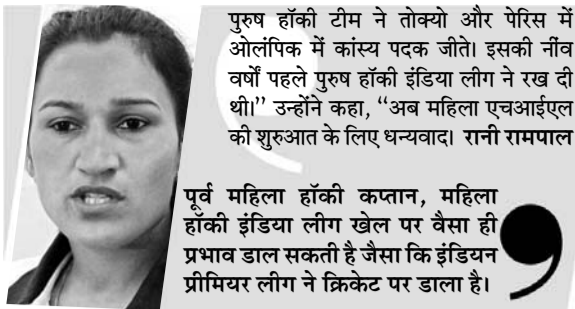 पुरुष हॉकी टीम ने तोक्यो और पेरिस में
ओलंपिक में कांस्य पदक जीते। इसकी नींव
वर्षों पहले पुरुष हॉकी इंडिया लीग ने रख दी
थी।” उन्होंने कहा, “अब महिला एचआईएल
की शुरुआत के लिए धन्यवाद। रानी रामपाल
पूर्व महिला हॉकी कप्तान, महिला
हॉकी इंडिया लीग खेल पर वैसा ही
प्रभाव डाल सकती है जैसा कि इंडियन
प्रीमियर लीग ने क्रिकेट पर डाला है।